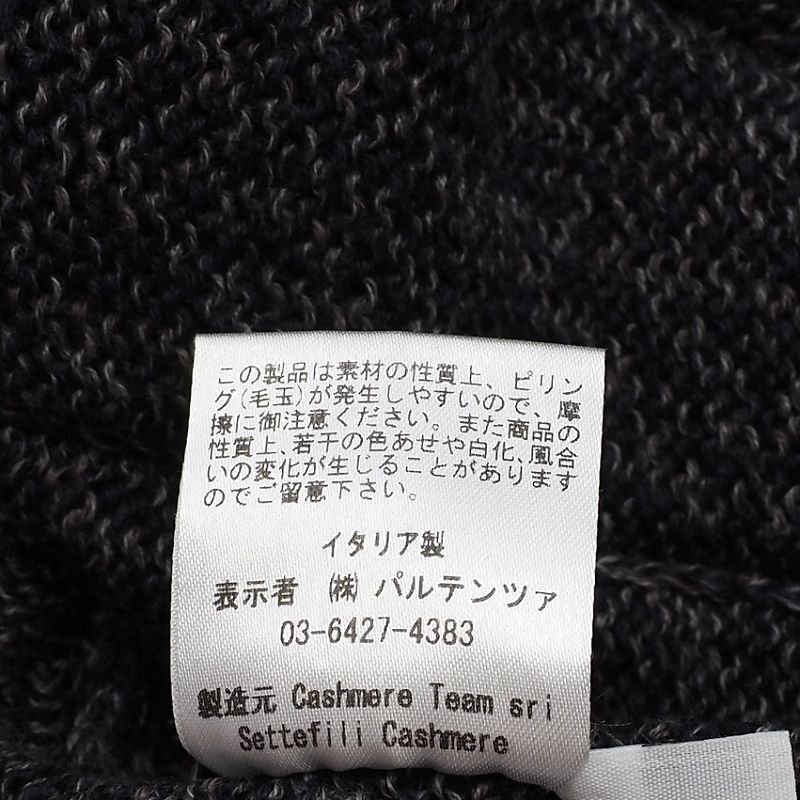 この製品は素材の性質上、ピリン
グ(毛玉)が発生しやすいので、摩
擦に御注意ください。また商品の
性質上、若干の色あせや白化、風合
いの変化が生じることがあります
のでご留意下さい。
イタリア製
表示者 ㈱ パルテンツァ
03-6427-4383
製造元 Cashmere Team sri
Settefili Cashmere